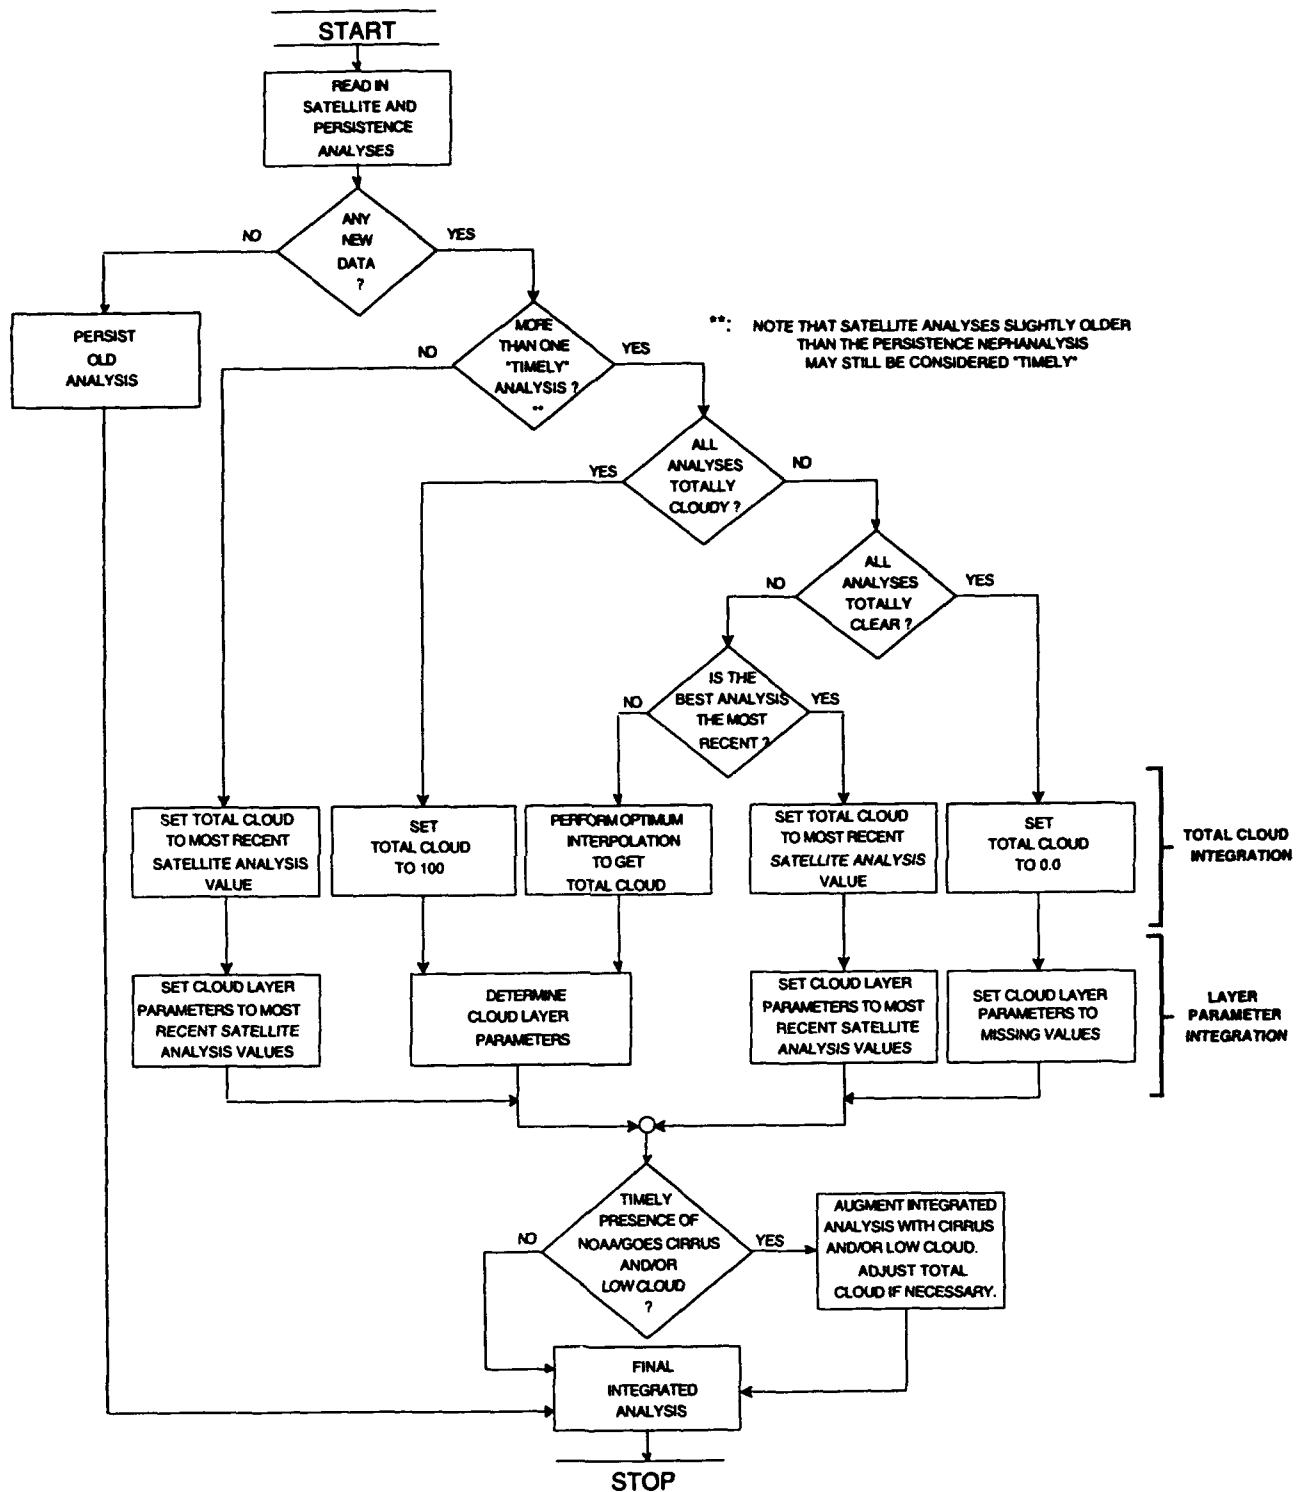 START
READ IN
SATELLITE AND
PERSISTENCE
ANALYSES
ANY
NEW
DATA
?
NO
YES
PERSIST
OLD
ANALYSIS
MORE
THAN ONE
"TIMELY"
ANALYSIS ?
**
NO
YES
**: NOTE THAT SATELLITE ANALYSES SLIGHTLY OLDER
THAN THE PERSISTENCE NEPHANALYSIS
MAY STILL BE CONSIDERED "TIMELY"
ALL
ANALYSES
TOTALLY
CLOUDY ?
YES
NO
ALL
ANALYSES
TOTALLY
CLEAR ?
NO
YES
IS THE
BEST ANALYSIS
THE MOST
RECENT ?
NO
YES
SET TOTAL CLOUD
TO MOST RECENT
SATELLITE ANALYSIS
VALUE
SET
TOTAL CLOUD
TO 100
PERFORM OPTIMUM
INTERPOLATION
TO GET
TOTAL CLOUD
SET TOTAL CLOUD
TO MOST RECENT
SATELLITE ANALYSIS
VALUE
SET
TOTAL CLOUD
TO 0.0
TOTAL CLOUD
INTEGRATION
SET CLOUD LAYER
PARAMETERS TO MOST
RECENT SATELLITE
ANALYSIS VALUES
DETERMINE
CLOUD LAYER
PARAMETERS
SET CLOUD LAYER
PARAMETERS TO MOST
RECENT SATELLITE
ANALYSIS VALUES
SET CLOUD LAYER
PARAMETERS TO
MISSING VALUES
LAYER
PARAMETER
INTEGRATION
TIMELY
PRESENCE OF
NOAA/GOES CIRRUS
AND/OR
LOW CLOUD
?
NO
YES
AUGMENT INTEGRATED
ANALYSIS WITH CIRRUS
AND/OR LOW CLOUD.
ADJUST TOTAL
CLOUD IF NECESSARY.
FINAL
INTEGRATED
ANALYSIS
STOP